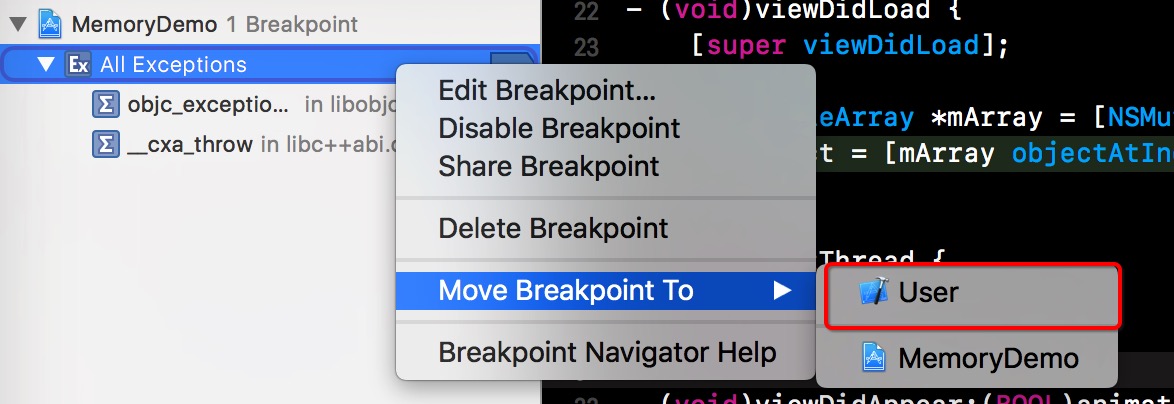 MemoryDemo 1 Breakpoint
Ex All Exceptions
Σ objc_exceptio... in libobjc
Σ __cxa_throw in libc++abi.
Edit Breakpoint...
Disable Breakpoint
Share Breakpoint
Delete Breakpoint
Move Breakpoint To
Breakpoint Navigator Help
User
MemoryDemo
22 - (void)viewDidLoad {
23 [super viewDidLoad];
eArray *mArray = [NSMu
t = [mArray objectAtInd
Thread {
(void)viewDidAppear:(BOOL)animat